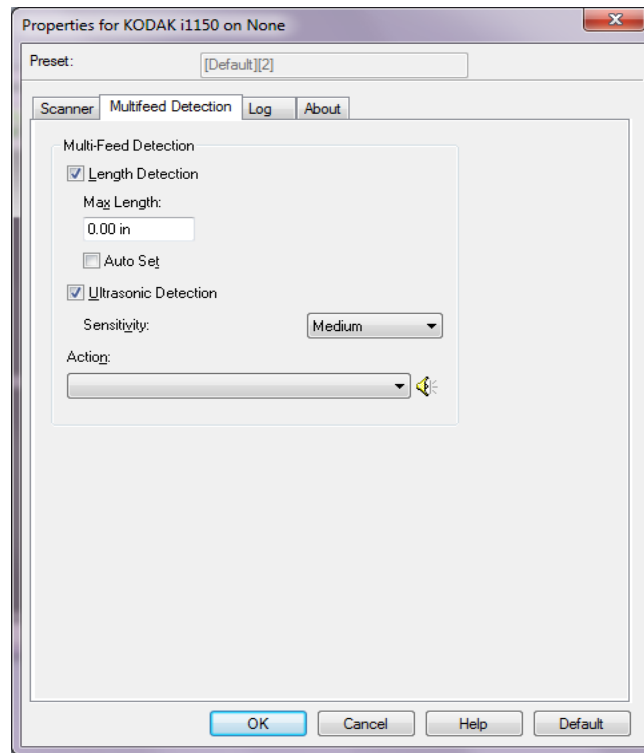 Properties for KODAK i1150 on None
Preset: [Default][2]
Scanner Multifeed Detection Log About
Multi-Feed Detection
Length Detection
Max Length:
0.00 in
Auto Set
Ultrasonic Detection
Sensitivity: Medium
Action:
OK Cancel Help Default